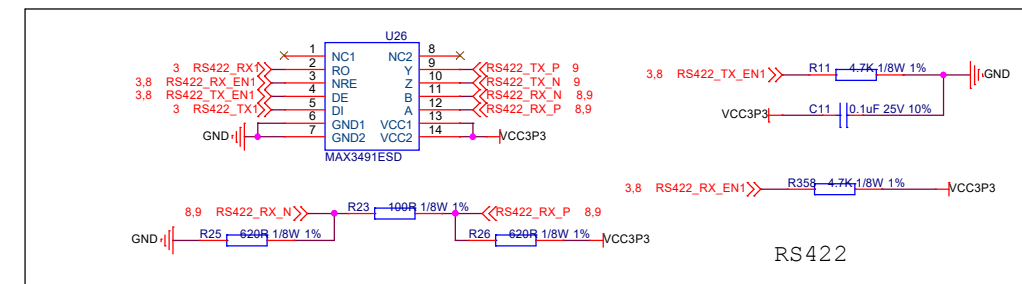 U26
1 NC1 NC2 8
3 RS422_RX1 2 RO Y 9 RS422_TX_P 9
3,8 RS422_RX_EN1 3 NRE Z 10 RS422_TX_N 9
3,8 RS422_TX_EN1 4 DE B 11 RS422_RX_N 8,9
3 RS422_TX1 5 DI A 12 RS422_RX_P 8,9
6 GND1 VCC1 13
GND 7 GND2 VCC2 14 VCC3P3
MAX3491ESD
3,8 RS422_TX_EN1 R11 4.7K 1/8W 1% GND
VCC3P3 C11 0.1uF 25V 10%
3,8 RS422_RX_EN1 R358 4.7K 1/8W 1% VCC3P3
8,9 RS422_RX_N R23 100R 1/8W 1% RS422_RX_P 8,9
GND R25 620R 1/8W 1% R26 620R 1/8W 1% VCC3P3
RS422